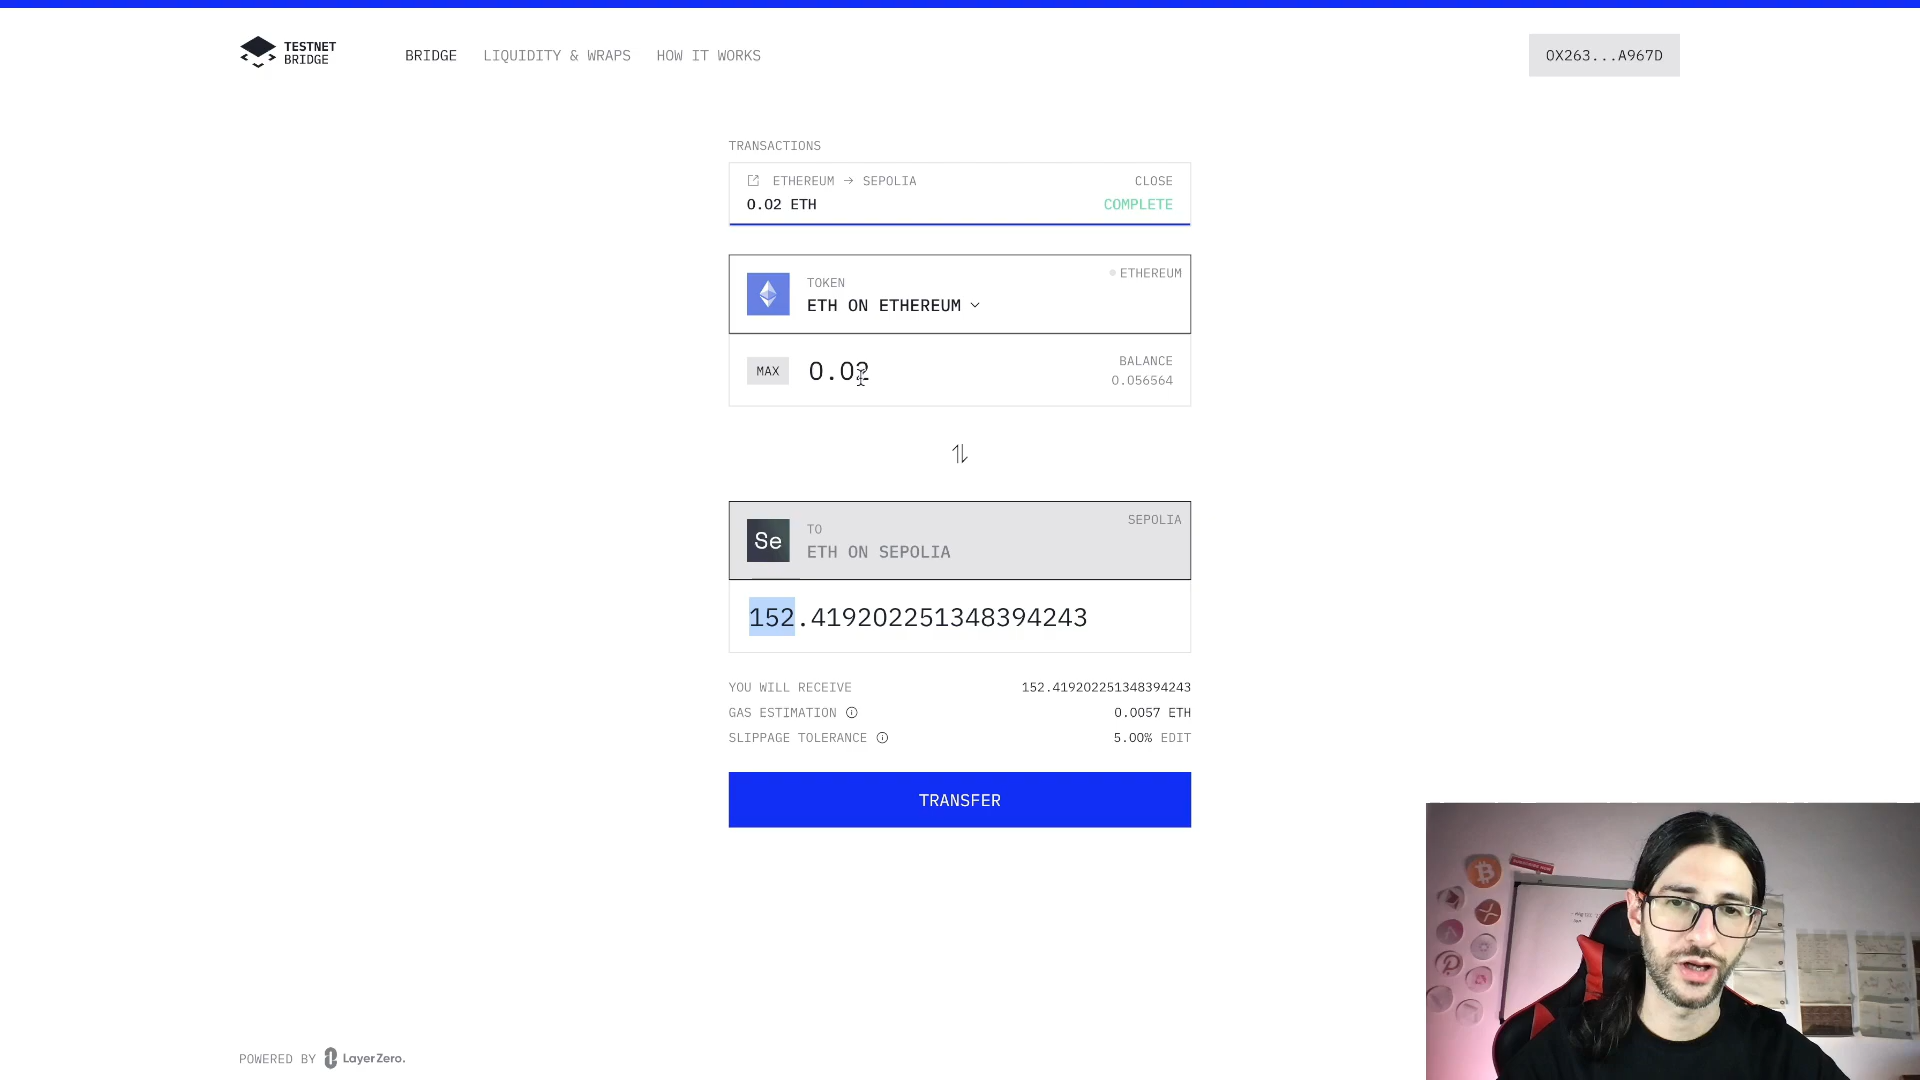 TESTNET
BRIDGE
BRIDGE
LIQUIDITY & WRAPS
HOW IT WORKS
0X263...A967D
TRANSACTIONS
ETHEREUM → SEPOLIA
CLOSE
0.02 ETH
COMPLETE
TOKEN
ETHEREUM
ETH ON ETHEREUM
MAX
0.02
BALANCE
0.056564
TO
SEPOLIA
Se
ETH ON SEPOLIA
152.419202251348394243
YOU WILL RECEIVE
152.419202251348394243
GAS ESTIMATION
0.0057 ETH
SLIPPAGE TOLERANCE
5.00% EDIT
TRANSFER
POWERED BY
LayerZero.